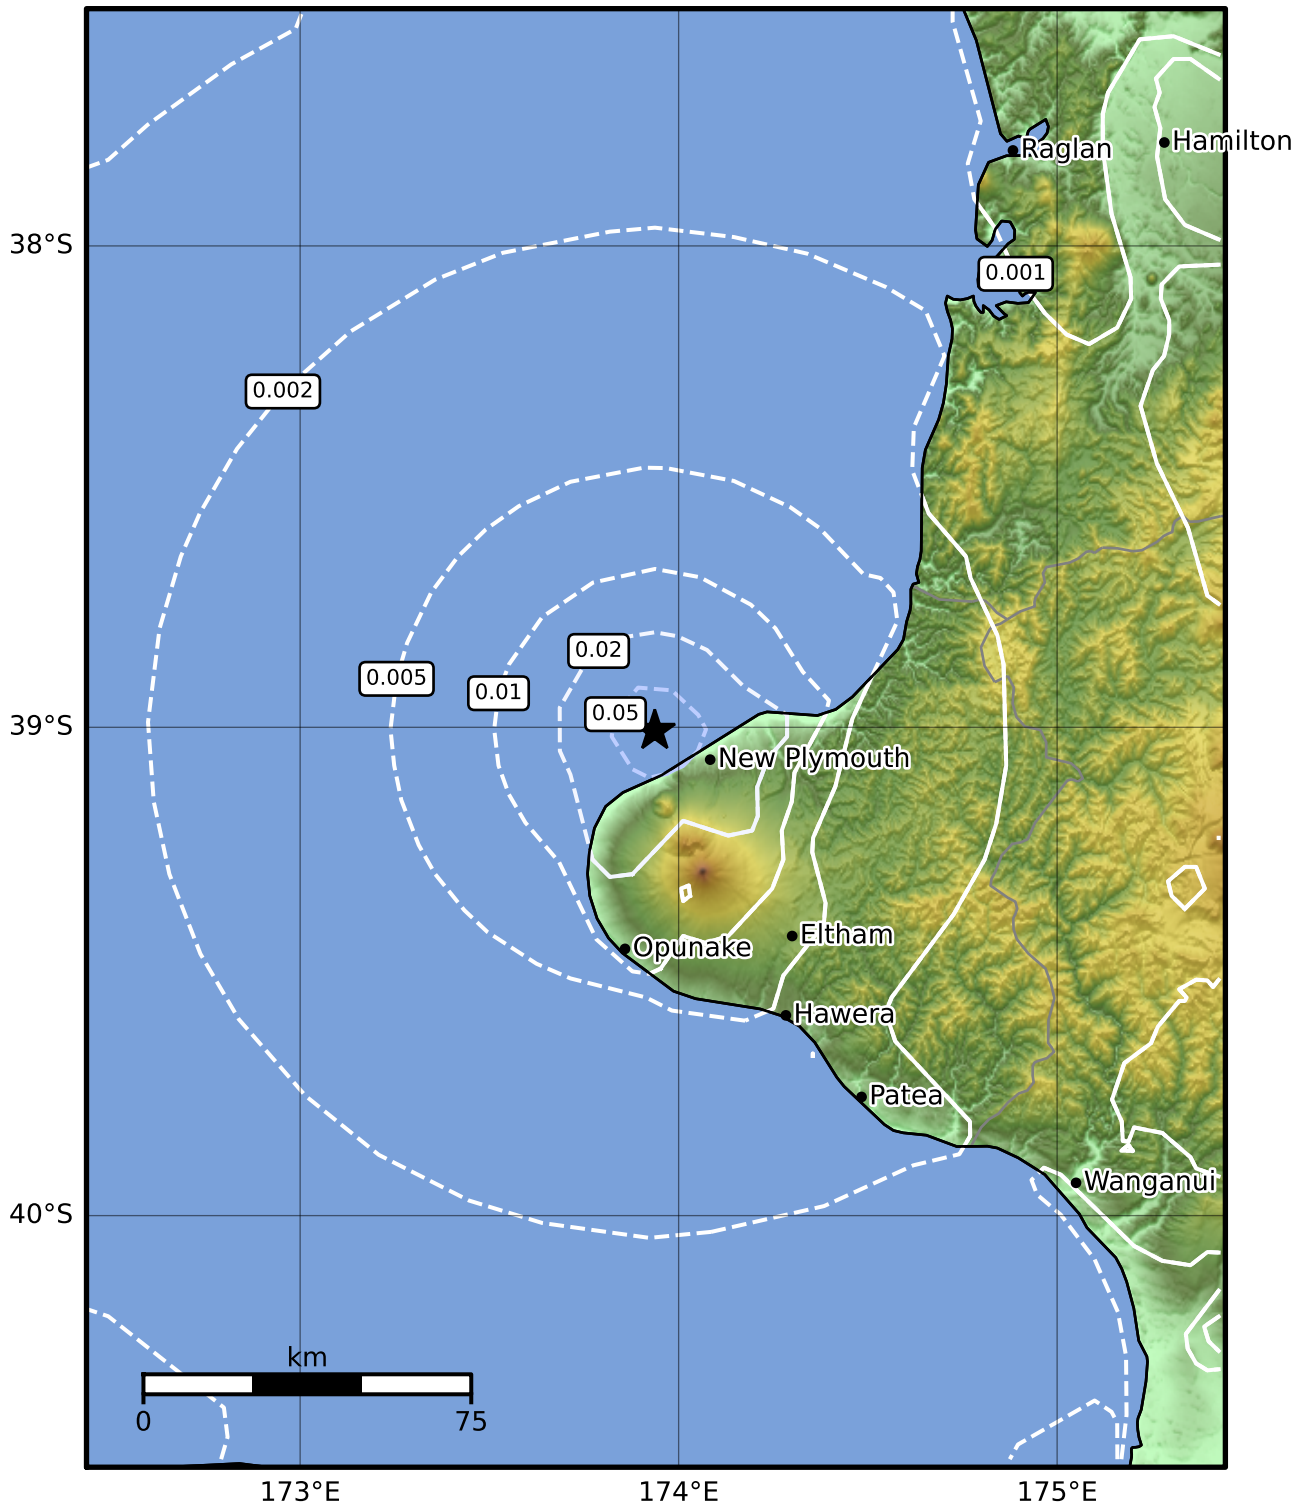 Hamilton
Raglan
38°S
0.001
0.002
0.02
0.005
0.01
0.05
39°S
New Plymouth
Eltham
Opunake
Hawera
Patea
Wanganui
40°S
km
0 75
173°E 174°E 175°E